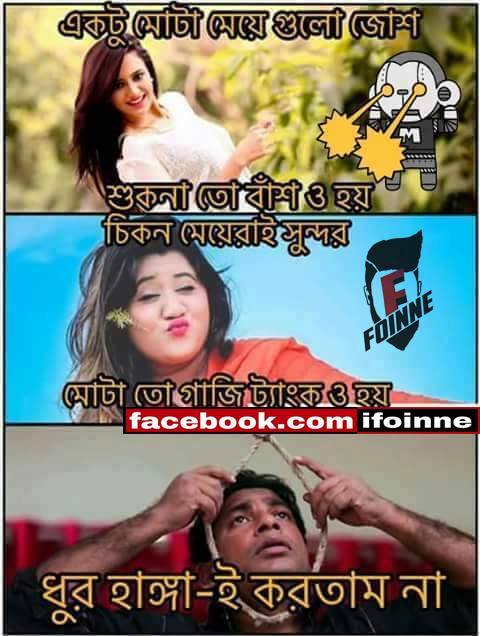 একটু মোটা মেয়ে গুলো জোশ
M
শুকনা তো বাঁশ ও হয়
চিকন মেয়েরাই সুন্দর
F
FOINNE
মোটা তো গাজি ট্যাংক ও হয়
facebook.com ifoinne
ধুর হাঙ্গা-ই করতাম না